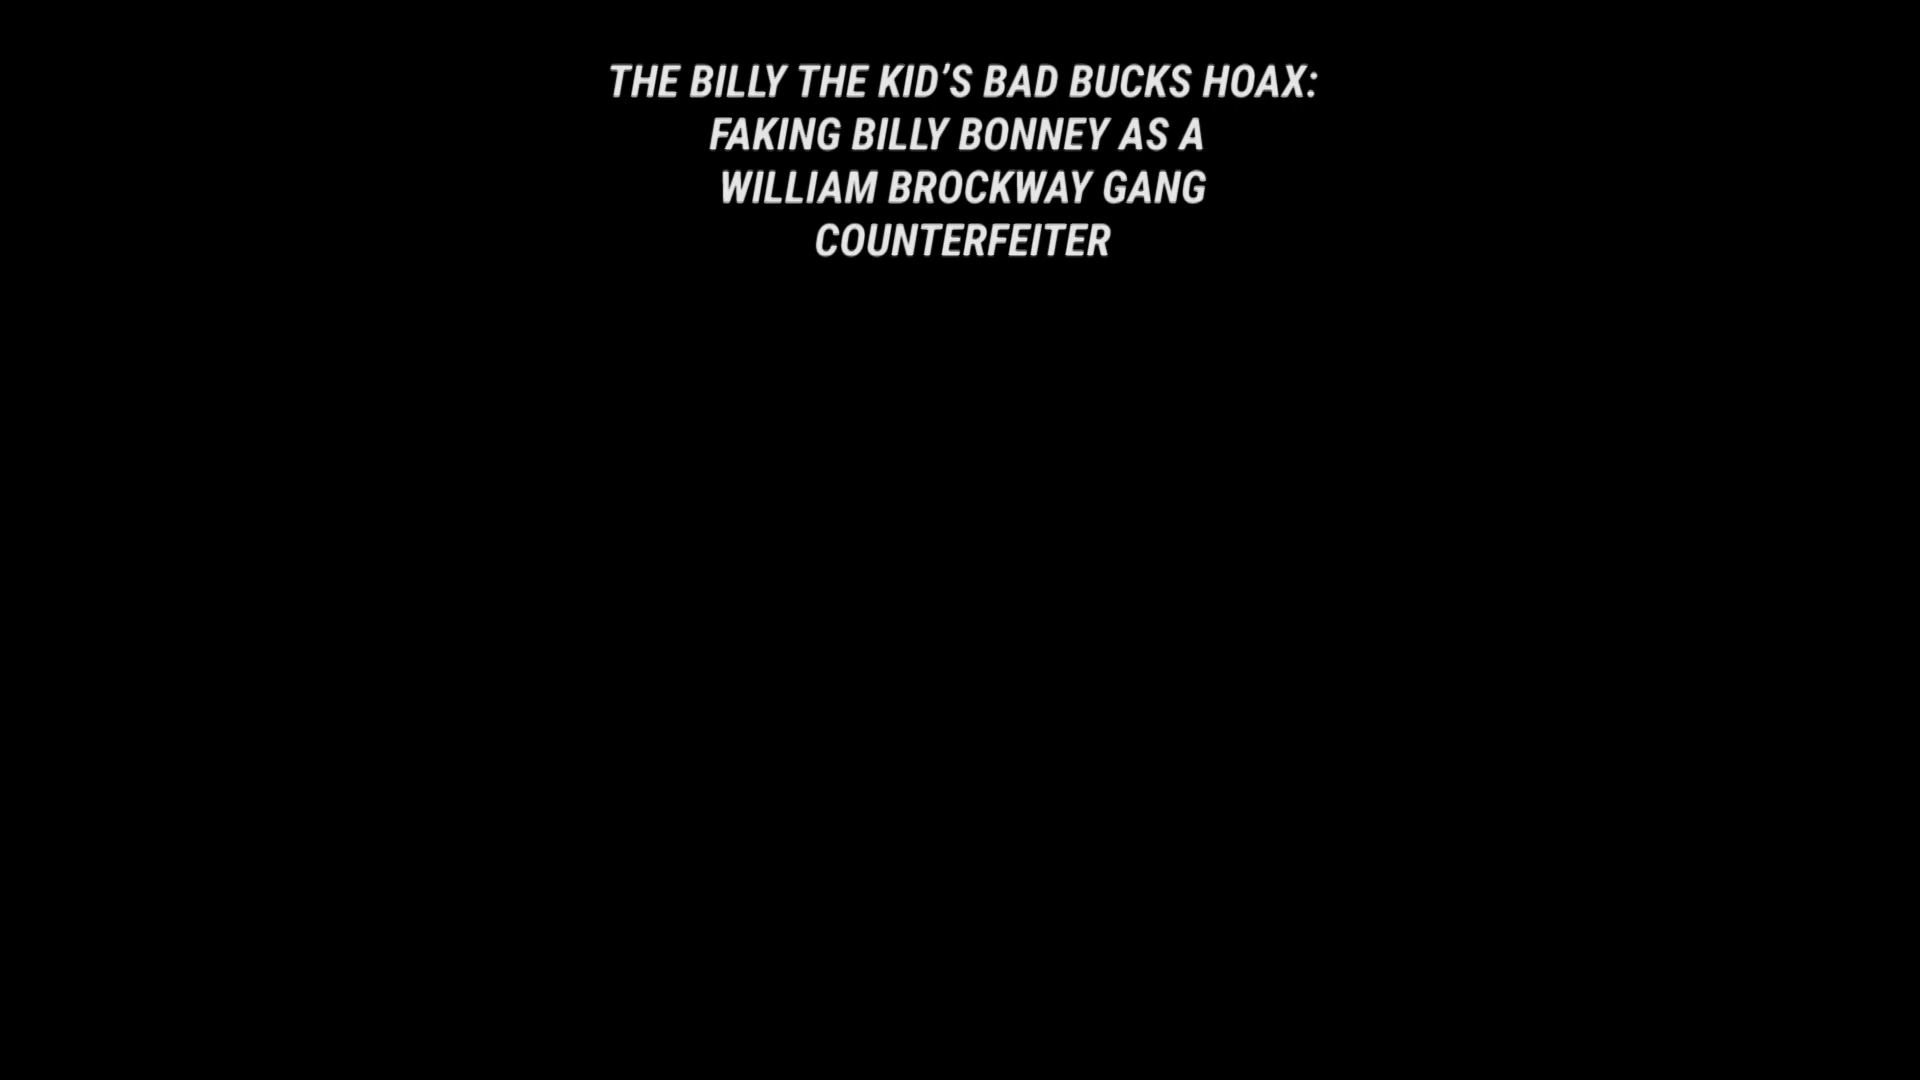 THE BILLY THE KID’S BAD BUCKS HOAX:
FAKING BILLY BONNEY AS A
WILLIAM BROCKWAY GANG
COUNTERFEITER